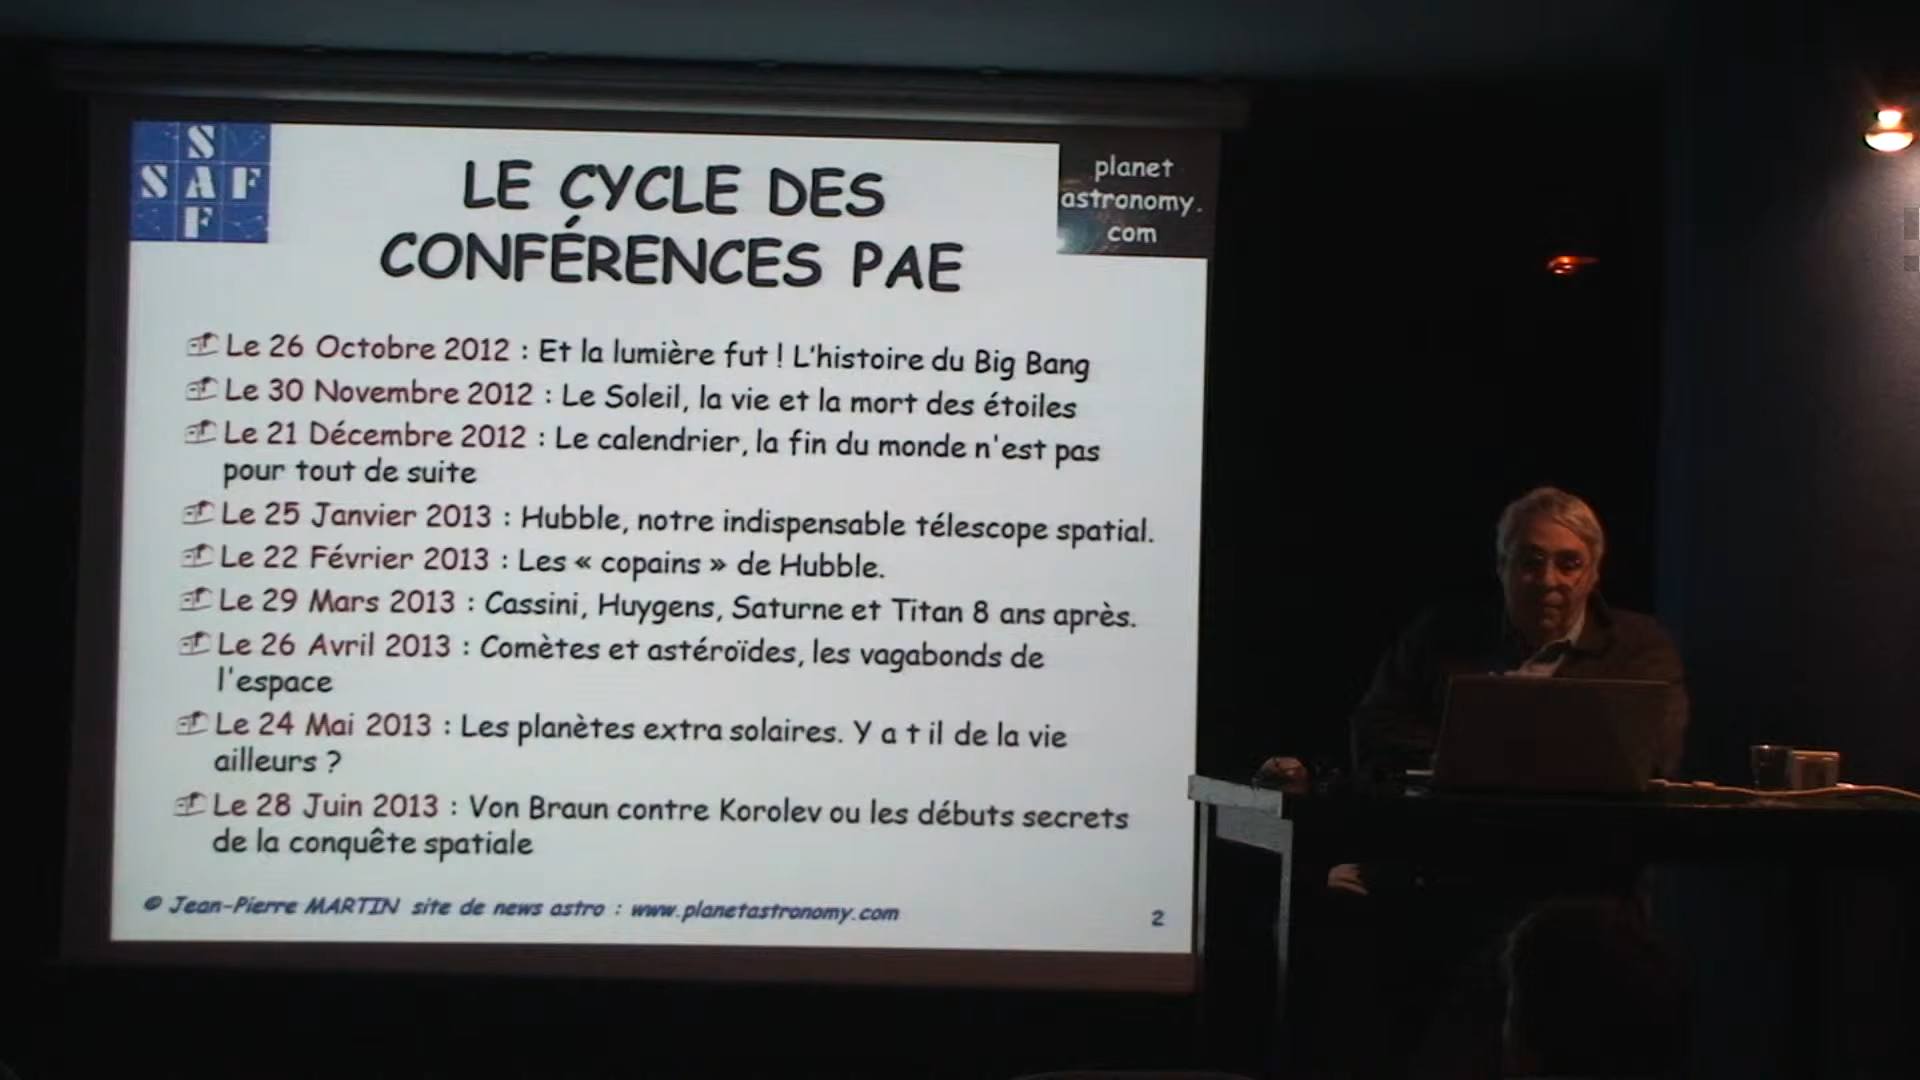 S
S A F
F
planet
astronomy.
com
LE CYCLE DES
CONFÉRENCES PAE
Le 26 Octobre 2012 : Et la lumière fut ! L'histoire du Big Bang
Le 30 Novembre 2012 : Le Soleil, la vie et la mort des étoiles
Le 21 Décembre 2012 : Le calendrier, la fin du monde n'est pas
pour tout de suite
Le 25 Janvier 2013 : Hubble, notre indispensable télescope spatial.
Le 22 Février 2013 : Les « copains » de Hubble.
Le 29 Mars 2013 : Cassini, Huygens, Saturne et Titan 8 ans après.
Le 26 Avril 2013 : Comètes et astéroïdes, les vagabonds de
l'espace
Le 24 Mai 2013 : Les planètes extra solaires. Y a t il de la vie
ailleurs ?
Le 28 Juin 2013 : Von Braun contre Korolev ou les débuts secrets
de la conquête spatiale
© Jean-Pierre MARTIN site de news astro : www.planetastronomy.com
2